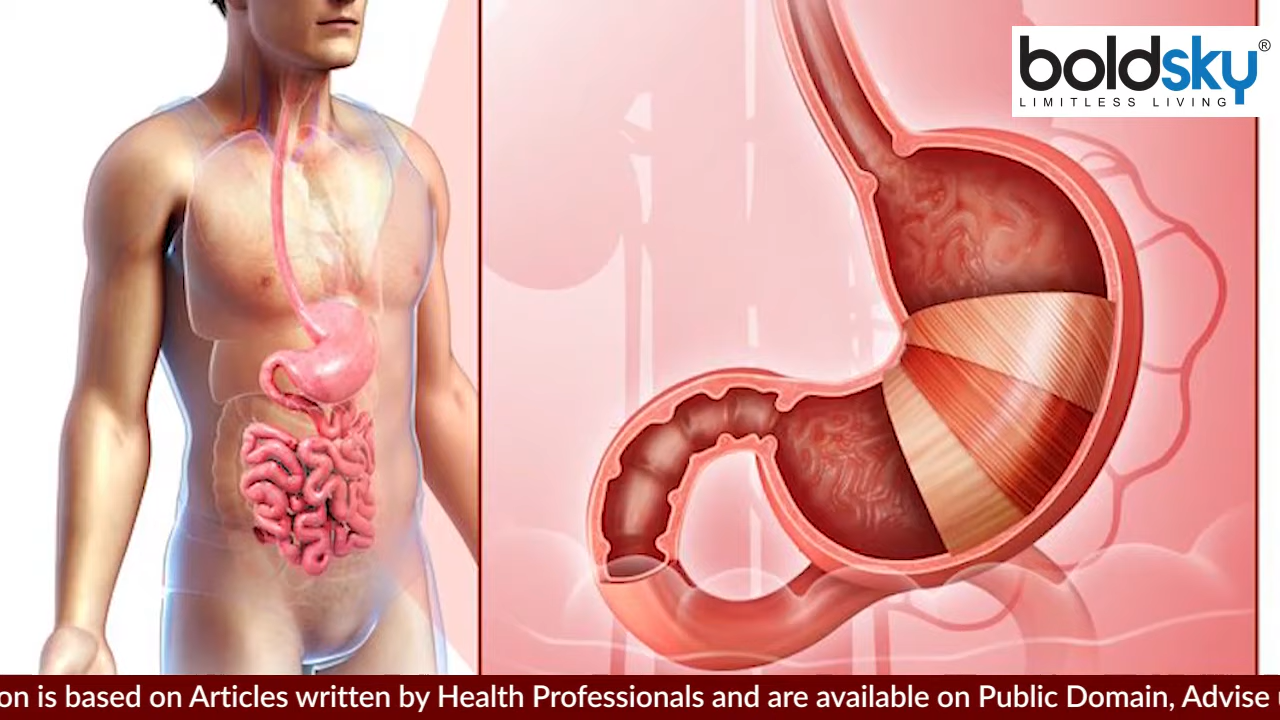 boldsky®
LIMITLESS LIVING
on is based on Articles written by Health Professionals and are available on Public Domain, Advise